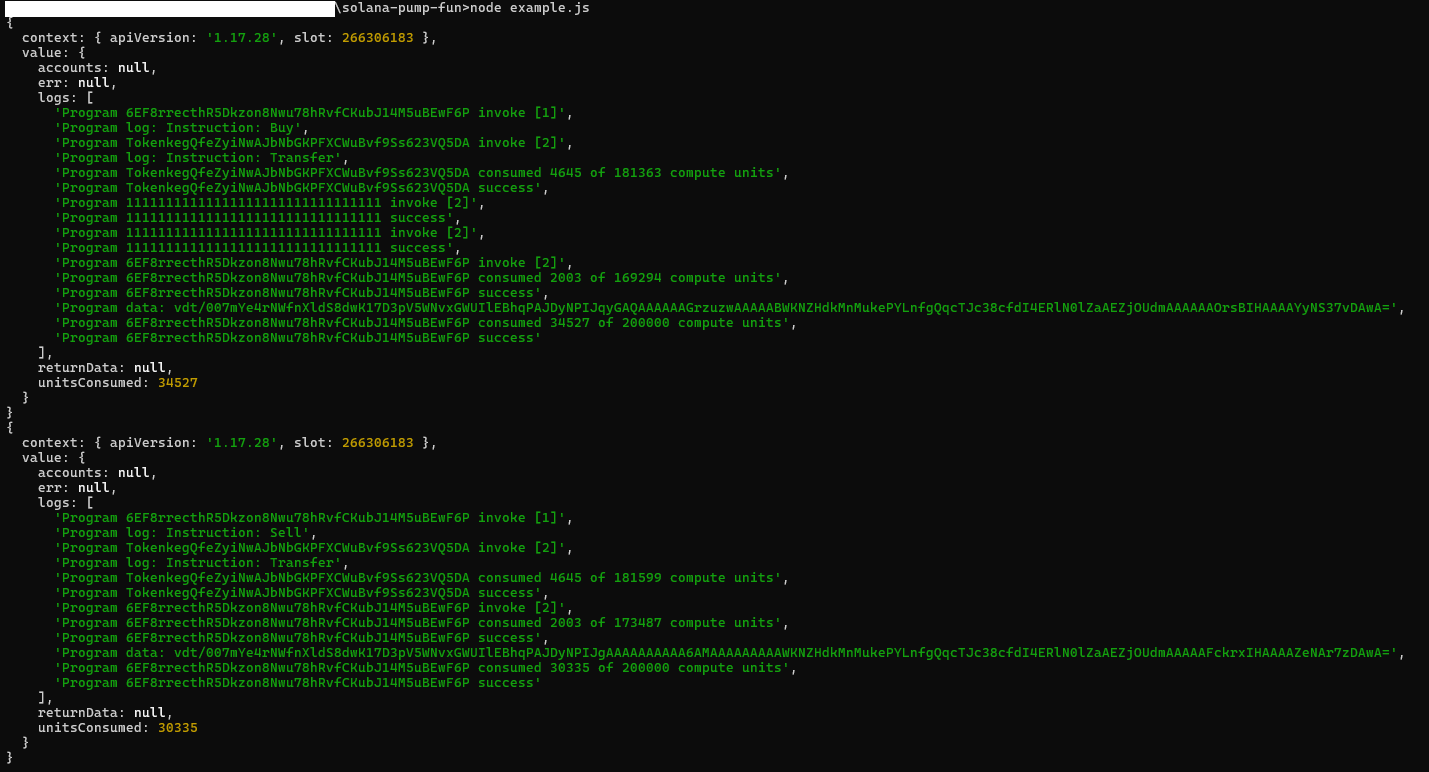 \solana-pump-fun>node example.js
{
  context: { apiVersion: '1.17.28', slot: 266306183 },
  value: {
    accounts: null,
    err: null,
    logs: [
      'Program 6EF8rrecthR5Dkzon8Nwu78hRvfCKubJ14M5uBEwF6P invoke [1]',
      'Program log: Instruction: Buy',
      'Program TokenkegQfeZyiNwAJbNbGKPFXCWuBvf9Ss623VQ5DA invoke [2]',
      'Program log: Instruction: Transfer',
      'Program TokenkegQfeZyiNwAJbNbGKPFXCWuBvf9Ss623VQ5DA consumed 4645 of 181363 compute units',
      'Program TokenkegQfeZyiNwAJbNbGKPFXCWuBvf9Ss623VQ5DA success',
      'Program 11111111111111111111111111111111 invoke [2]',
      'Program 11111111111111111111111111111111 success',
      'Program 11111111111111111111111111111111 invoke [2]',
      'Program 11111111111111111111111111111111 success',
      'Program 6EF8rrecthR5Dkzon8Nwu78hRvfCKubJ14M5uBEwF6P invoke [2]',
      'Program 6EF8rrecthR5Dkzon8Nwu78hRvfCKubJ14M5uBEwF6P consumed 2003 of 169294 compute units',
      'Program 6EF8rrecthR5Dkzon8Nwu78hRvfCKubJ14M5uBEwF6P success',
      'Program data: vdt/007mYe4rNWfnXldS8dwK17D3pV5WNvxGWUIlEBhqPAJDyNPIJqyGAQAAAAAAGrzuzwAAAAABWKNZHdkMnMukePYLnfgQqcTJc38cfdI4ERlN0lZaAEZjOUdmAAAAAAOrsBIHAAAAYyNS37vDAwA=',
      'Program 6EF8rrecthR5Dkzon8Nwu78hRvfCKubJ14M5uBEwF6P consumed 34527 of 200000 compute units',
      'Program 6EF8rrecthR5Dkzon8Nwu78hRvfCKubJ14M5uBEwF6P success'
    ],
    returnData: null,
    unitsConsumed: 34527
  }
}
{
  context: { apiVersion: '1.17.28', slot: 266306183 },
  value: {
    accounts: null,
    err: null,
    logs: [
      'Program 6EF8rrecthR5Dkzon8Nwu78hRvfCKubJ14M5uBEwF6P invoke [1]',
      'Program log: Instruction: Sell',
      'Program TokenkegQfeZyiNwAJbNbGKPFXCWuBvf9Ss623VQ5DA invoke [2]',
      'Program log: Instruction: Transfer',
      'Program TokenkegQfeZyiNwAJbNbGKPFXCWuBvf9Ss623VQ5DA consumed 4645 of 181599 compute units',
      'Program TokenkegQfeZyiNwAJbNbGKPFXCWuBvf9Ss623VQ5DA success',
      'Program 6EF8rrecthR5Dkzon8Nwu78hRvfCKubJ14M5uBEwF6P invoke [2]',
      'Program 6EF8rrecthR5Dkzon8Nwu78hRvfCKubJ14M5uBEwF6P consumed 2003 of 173487 compute units',
      'Program 6EF8rrecthR5Dkzon8Nwu78hRvfCKubJ14M5uBEwF6P success',
      'Program data: vdt/007mYe4rNWfnXldS8dwK17D3pV5WNvxGWUIlEBhqPAJDyNPIJgAAAAAAAAAA6AMAAAAAAAAAWKNZHdkMnMukePYLnfgQqcTJc38cfdI4ERlN0lZaAEZjOUdmAAAAAFckrxIHAAAAZeNAr7zDAwA=',
      'Program 6EF8rrecthR5Dkzon8Nwu78hRvfCKubJ14M5uBEwF6P consumed 30335 of 200000 compute units',
      'Program 6EF8rrecthR5Dkzon8Nwu78hRvfCKubJ14M5uBEwF6P success'
    ],
    returnData: null,
    unitsConsumed: 30335
  }
}